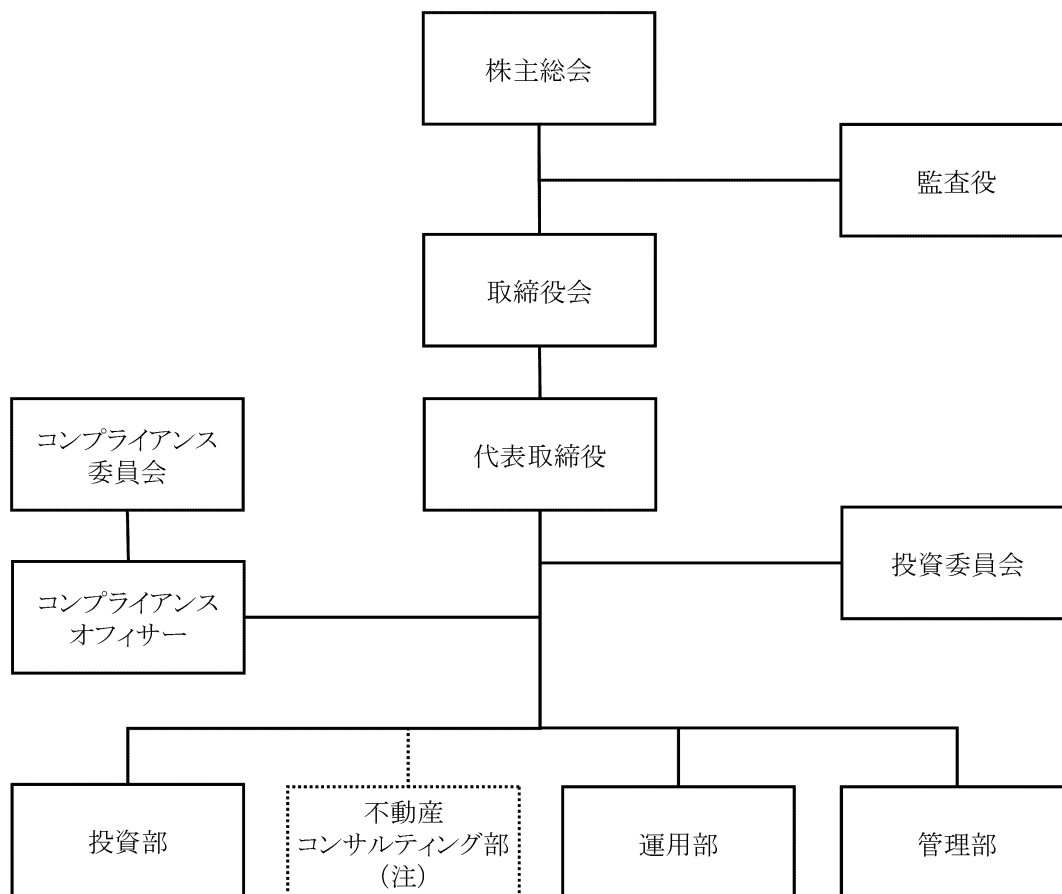 株主総会
監査役
取締役会
代表取締役
コンプライアンス
委員会
投資委員会
コンプライアンス
オフィサー
投資部
不動産
コンサルティング部
(注)
運用部
管理部